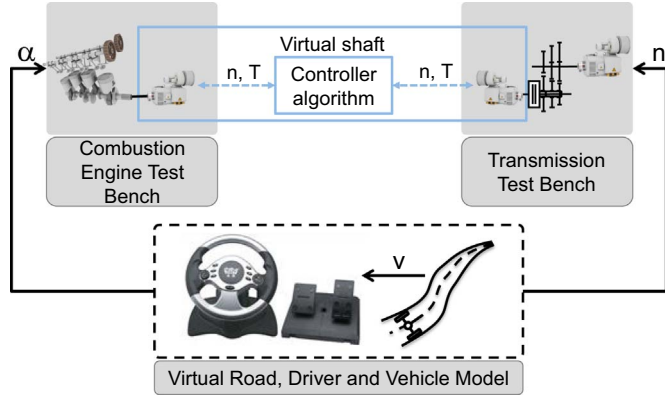 α
Virtual shaft
n
n, T
Controller
algorithm
n, T
Combustion
Engine Test
Bench
Transmission
Test Bench
v
Virtual Road, Driver and Vehicle Model